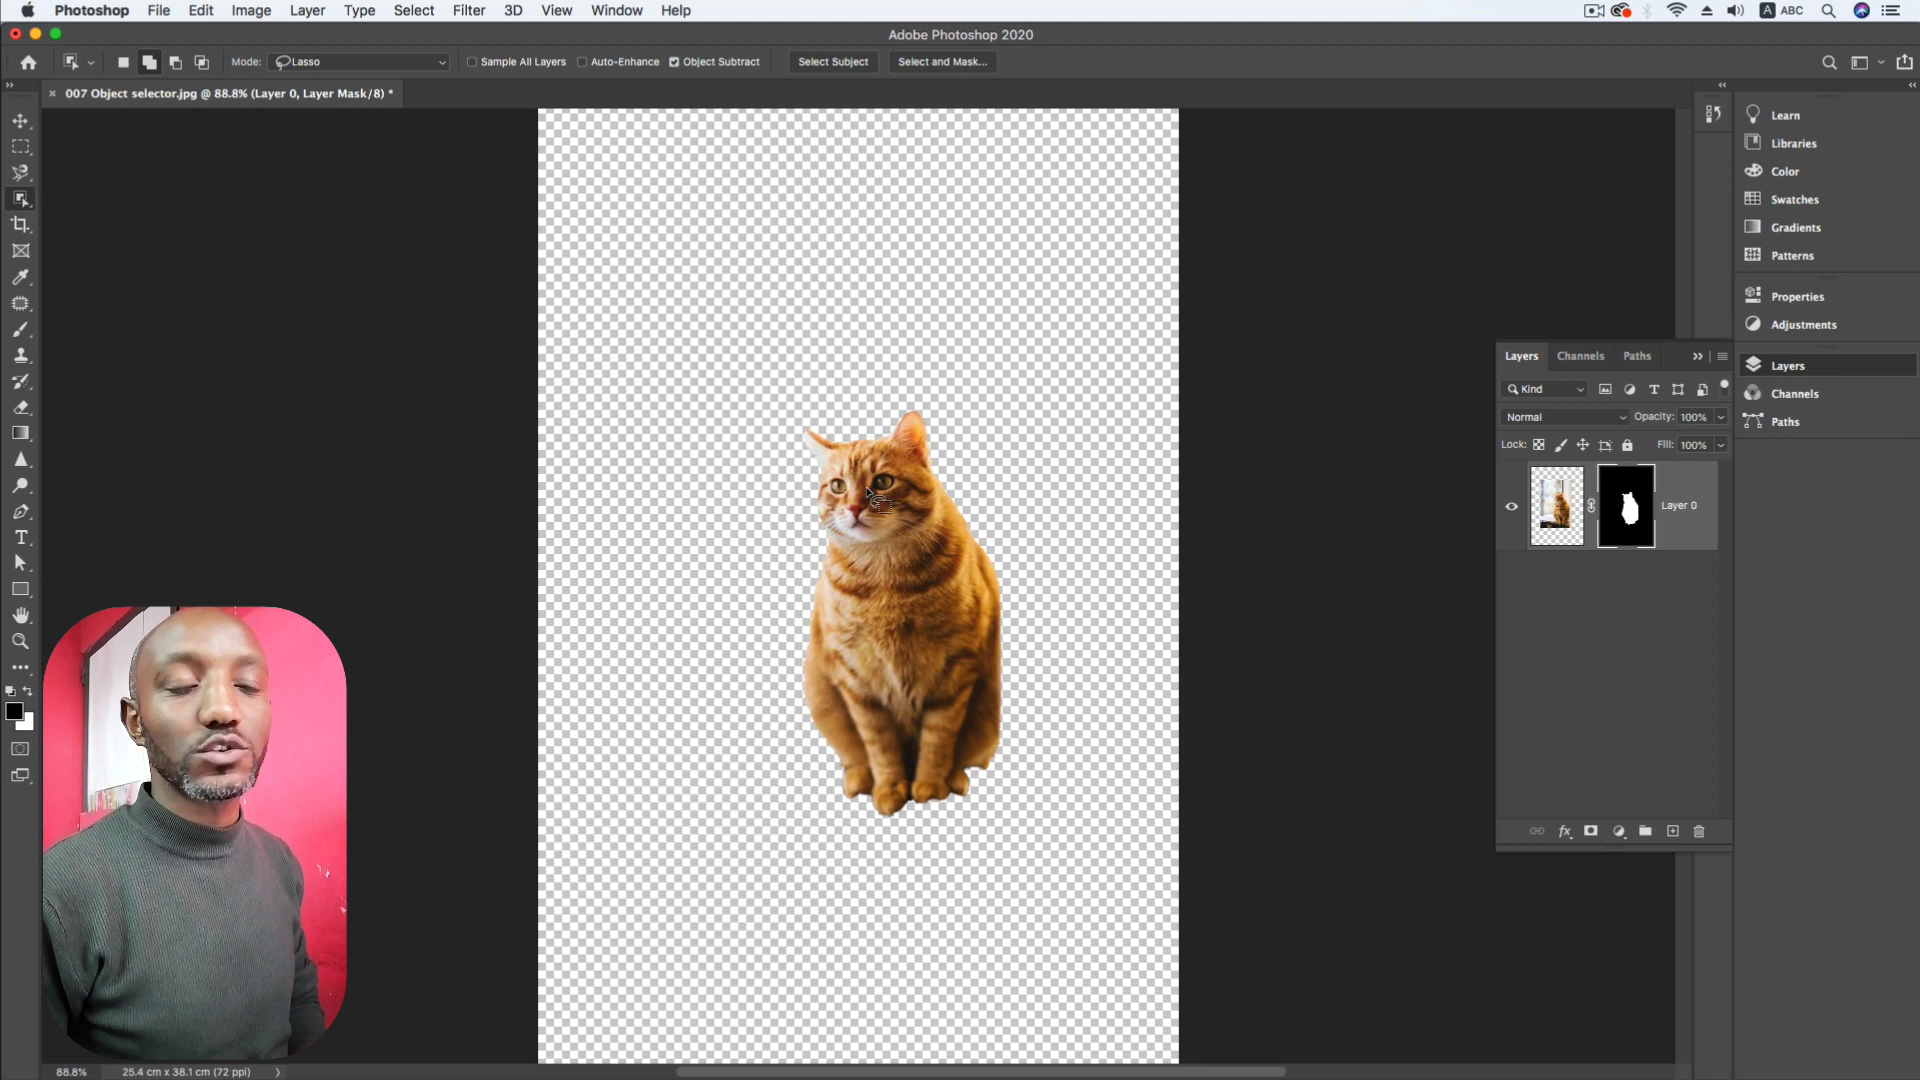 Photoshop File Edit Image Layer Type Select Filter 3D View Window Help A ABC
Adobe Photoshop 2020
Mode: Lasso Sample All Layers Auto-Enhance Object Subtract Select Subject Select and Mask...
× 007 Object selector.jpg @ 88.8% (Layer 0, Layer Mask/8) *
Learn
Libraries
Color
Swatches
Gradients
Patterns
Properties
Adjustments
Layers
Channels
Paths
Layers Channels Paths
Kind
Normal Opacity: 100%
Lock: Fill: 100%
Layer 0
fx
88.8% 25.4 cm x 38.1 cm (72 ppi)